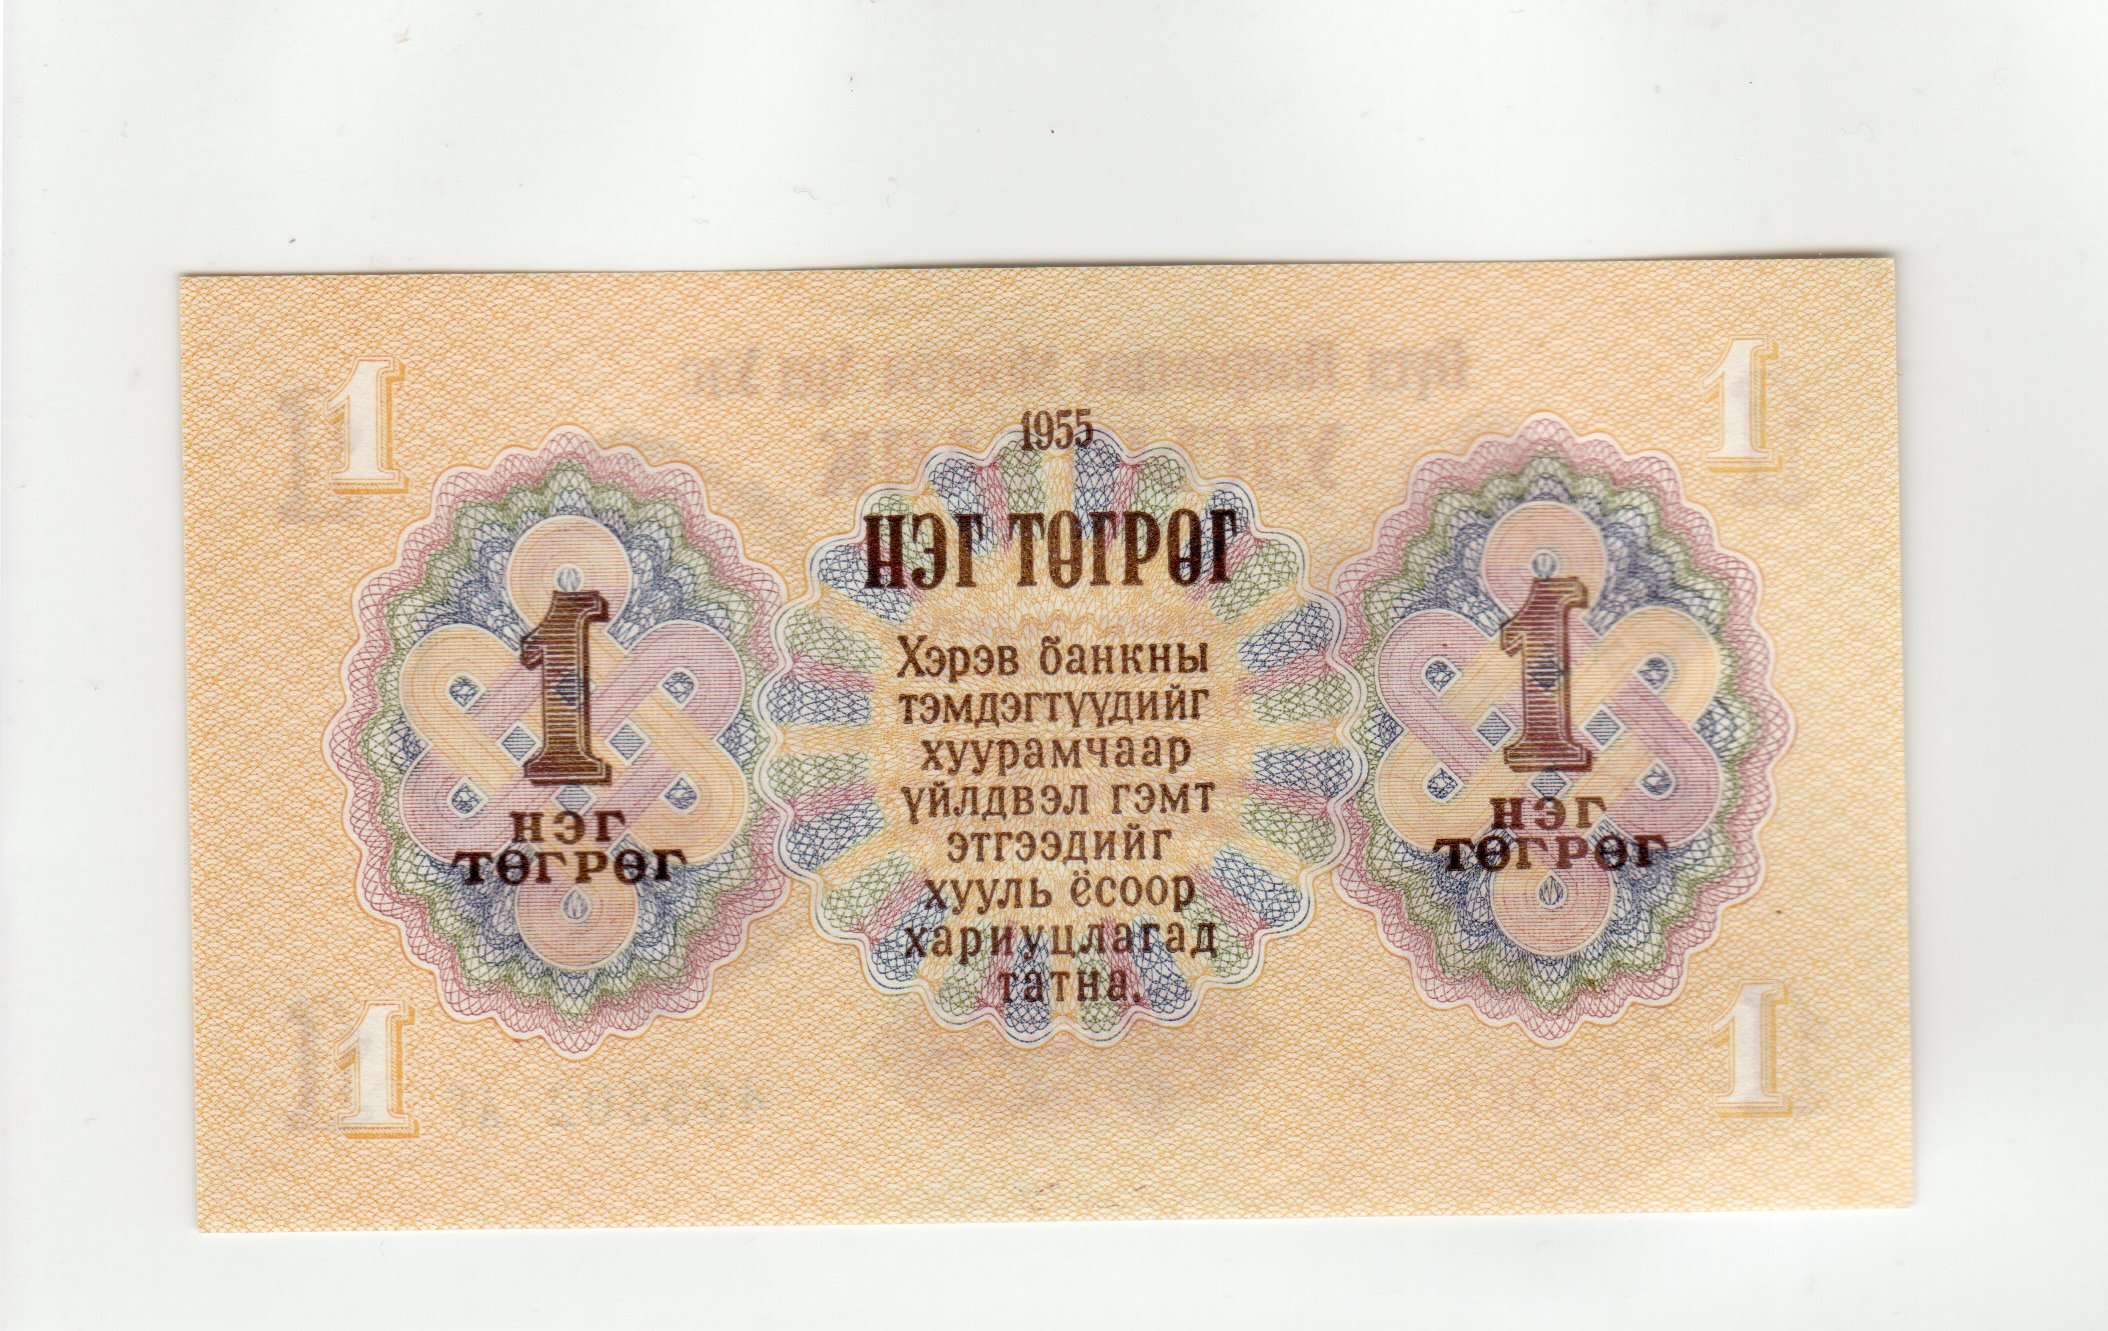 1
1
1955
НЭГ ТӨГРӨГ
1
НЭГ
ТӨГРӨГ
Хэрэв банкны
тэмдэгтүүдийг
хуурамчаар
үйлдвэл гэмт
этгээдийг
хууль ёсоор
хариуцлагад
татна.
1
НЭГ
ТӨГРӨГ
1
1